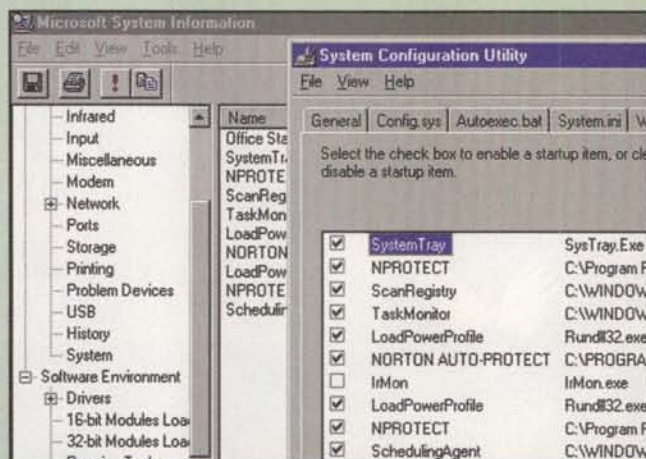 Microsoft System Information
File Edit View Tools Help
Infrared
Input
Miscellaneous
Modem
Network
Ports
Storage
Printing
Problem Devices
USB
History
System
Software Environment
Drivers
16-bit Modules Loa
32-bit Modules Loa
Name
Office Sta
SystemTr
NPROTE
ScanReg
TaskMon
LoadPow
NORTON
LoadPow
NPROTE
Schedulin
System Configuration Utility
File View Help
General Config.sys Autoexec.bat System.ini W
Select the check box to enable a startup item, or cle
disable a startup item.
SystemTray SysTray.Exe
NPROTECT C:\Program F
ScanRegistry C:\WINDOW
TaskMonitor C:\WINDOW
LoadPowerProfile Rundll32.exe
NORTON AUTO-PROTECT C:\PROGRA
IrMon IrMon.exe
LoadPowerProfile Rundll32.exe
NPROTECT C:\Program F
SchedulingAgent C:\WINDOW